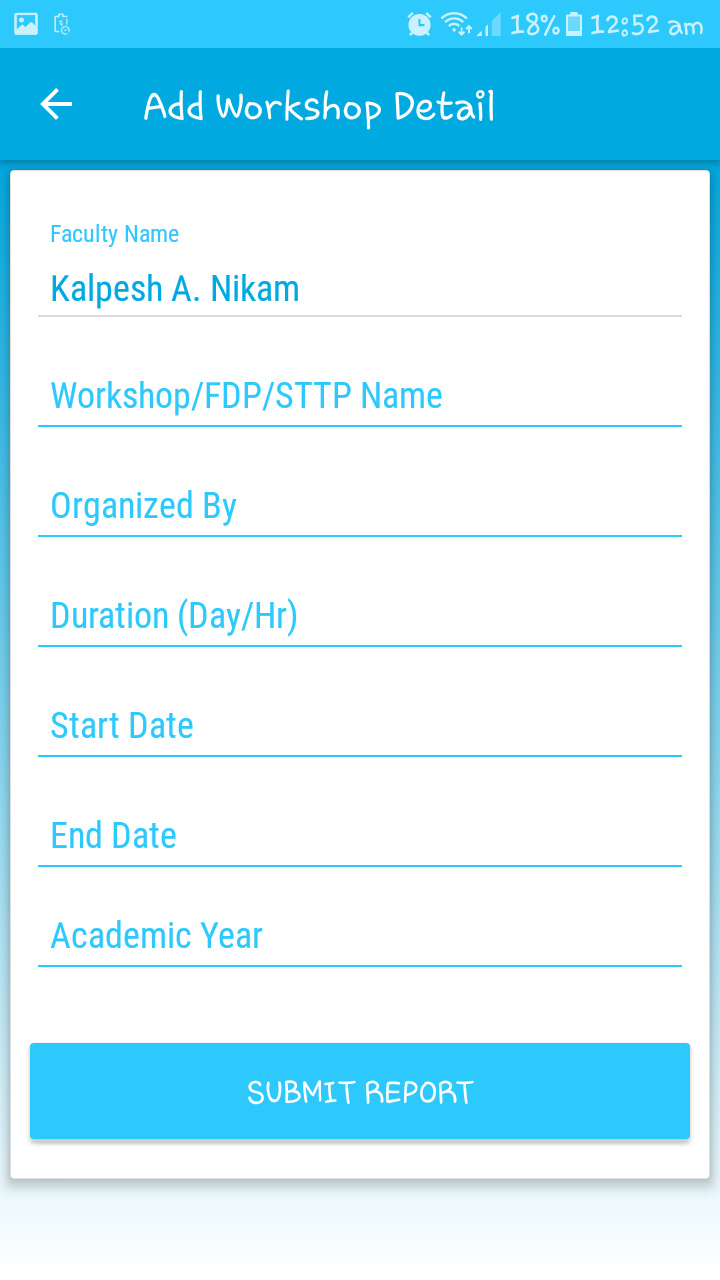 18% 12:52 am
Add Workshop Detail
Faculty Name
Kalpesh A. Nikam
Workshop/FDP/STTP Name
Organized By
Duration (Day/Hr)
Start Date
End Date
Academic Year
SUBMIT REPORT